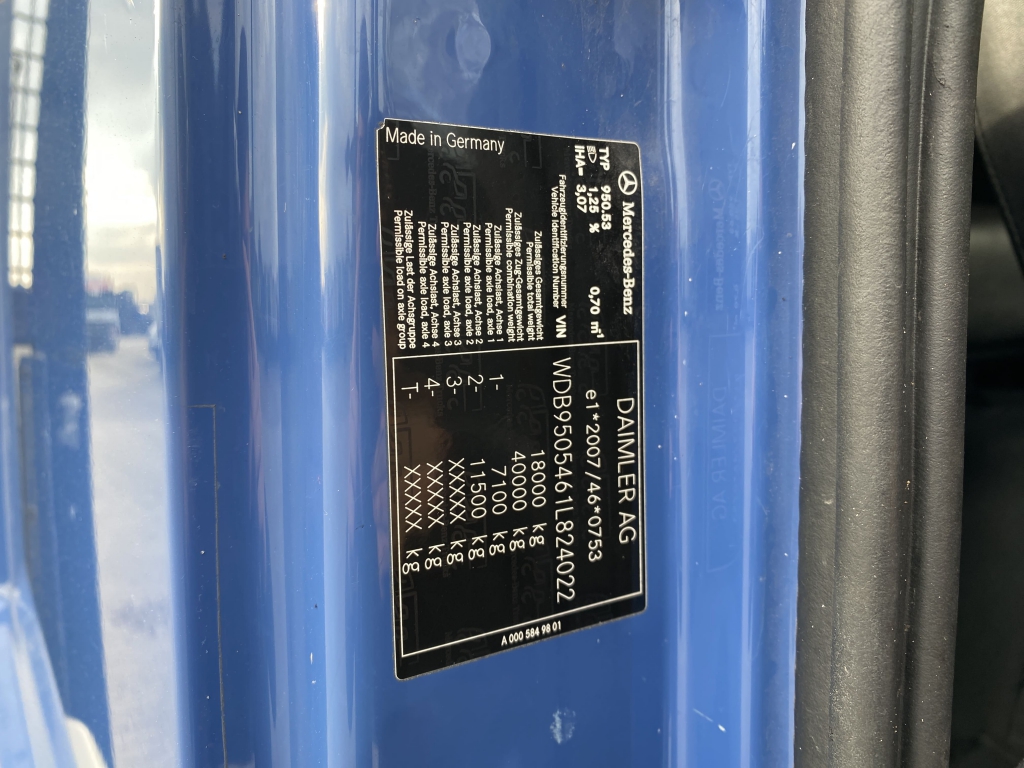 Mercedes-Benz
DAIMLER AG
TYP 950.53 0,70 m¹
1,25 %
IHA= 3,07
e1*2007/46*0753
Fahrzeugidentifizierungsnummer
Vehicle Identification Number VIN WDB9505461L824022
Zulässiges Gesamtgewicht
Permissible total weight 18000 kg
Zulässiges Zug-Gesamtgewicht
Permissible combination weight 40000 kg
Zulässige Achslast, Achse 1
Permissible axle load, axle 1 1- 7100 kg
Zulässige Achslast, Achse 2
Permissible axle load, axle 2 2- 11500 kg
Zulässige Achslast, Achse 3
Permissible axle load, axle 3 3- XXXXX kg
Zulässige Achslast, Achse 4
Permissible axle load, axle 4 4- XXXXX kg
Zulässige Last der Achsgruppe
Permissible load on axle group T- XXXXX kg
Made in Germany
A 000 584 98 01